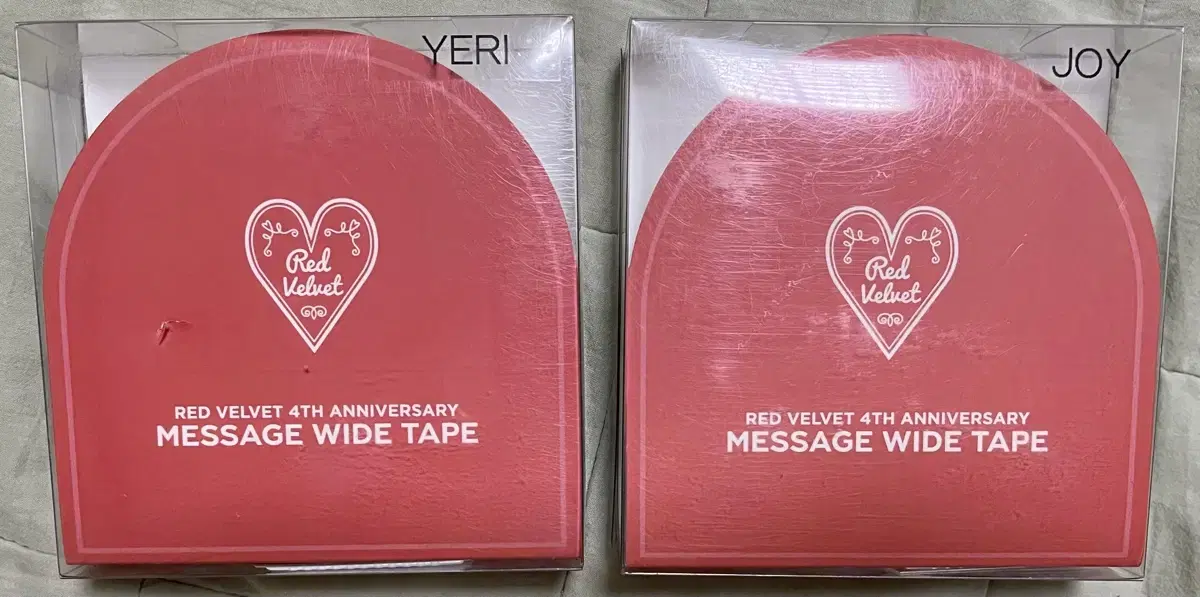 YERI
Red
Velvet
RED VELVET 4TH ANNIVERSARY
MESSAGE WIDE TAPE
JOY
Red
Velvet
RED VELVET 4TH ANNIVERSARY
MESSAGE WIDE TAPE